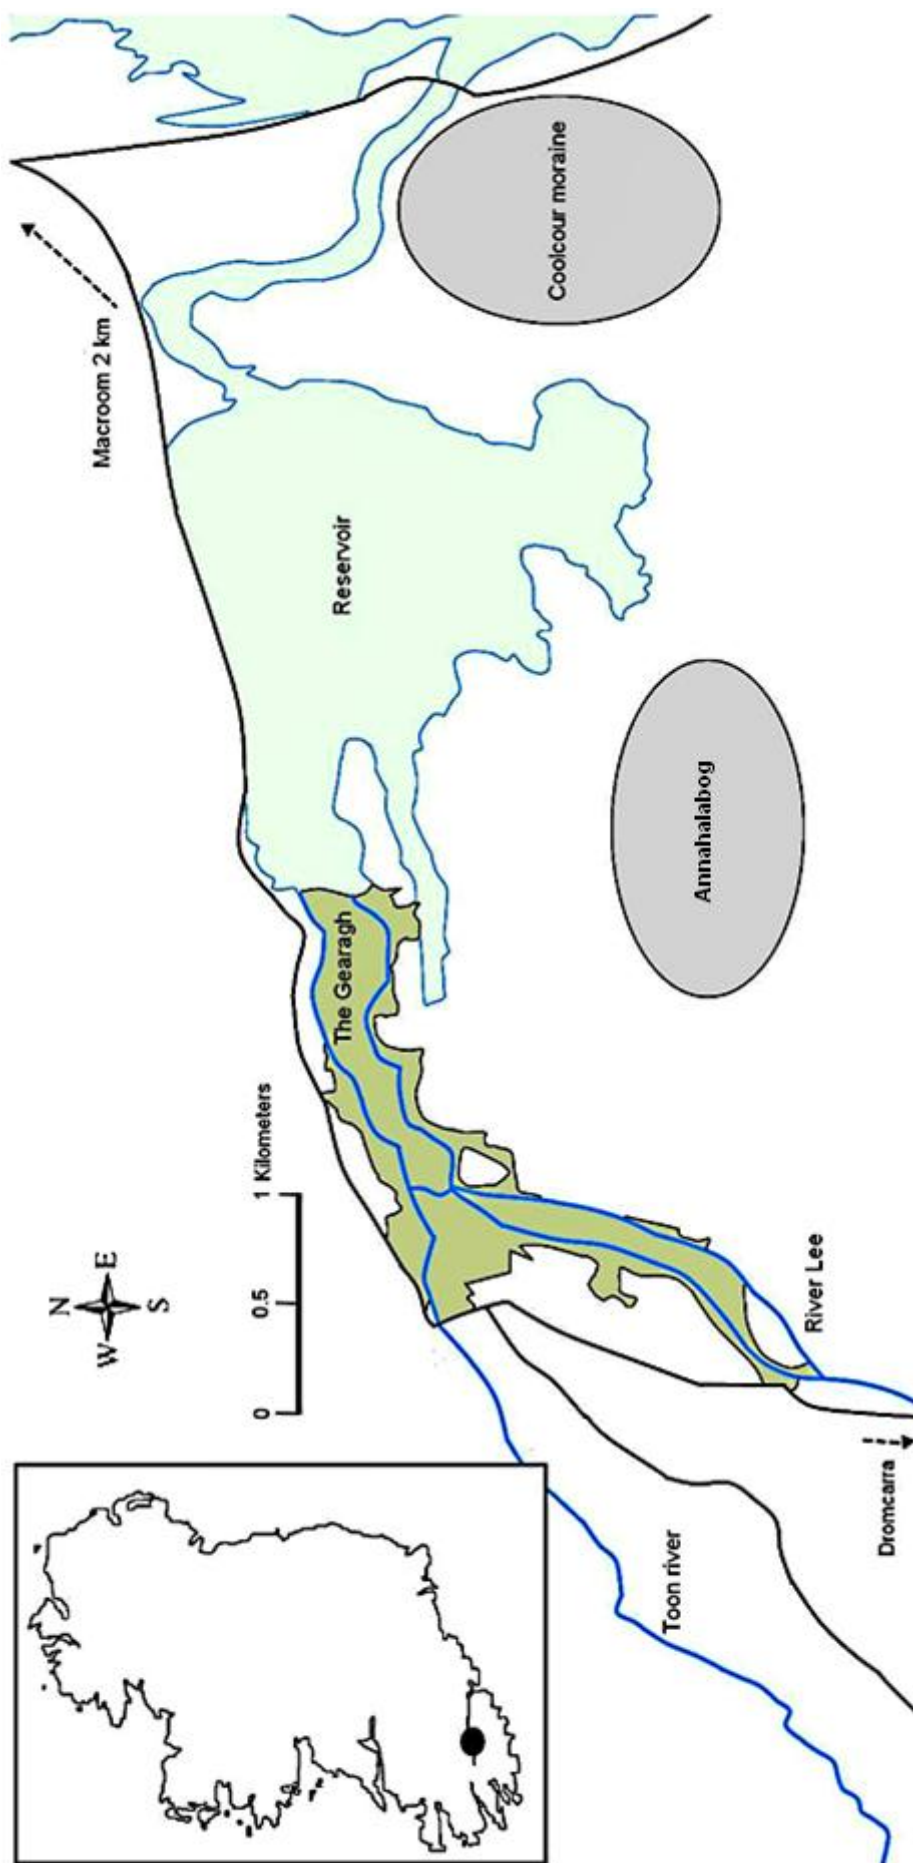 N
W
E
S
0
0.5
1 Kilometers
Macroom 2 km
The Gearagh
Reservoir
Coolcour moraine
Annahalabog
River Lee
Toon river
Dromcarra